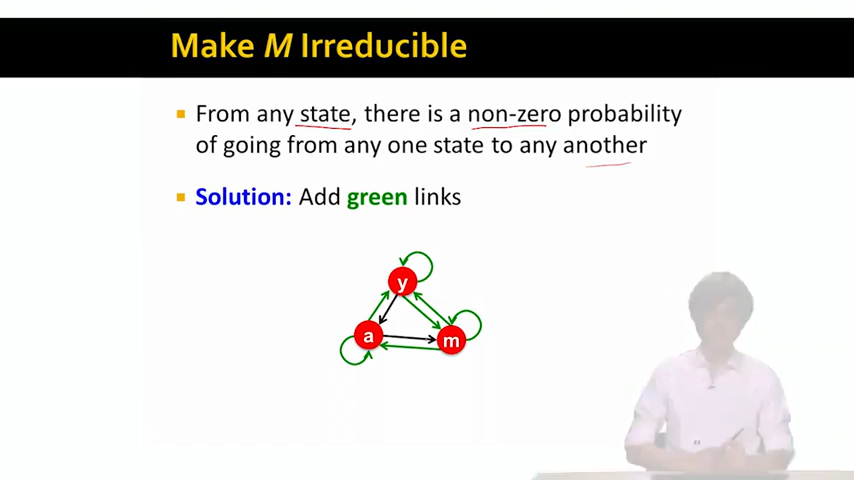 Make M Irreducible
From any state, there is a non-zero probability
of going from any one state to any another
Solution: Add green links
y
a
m